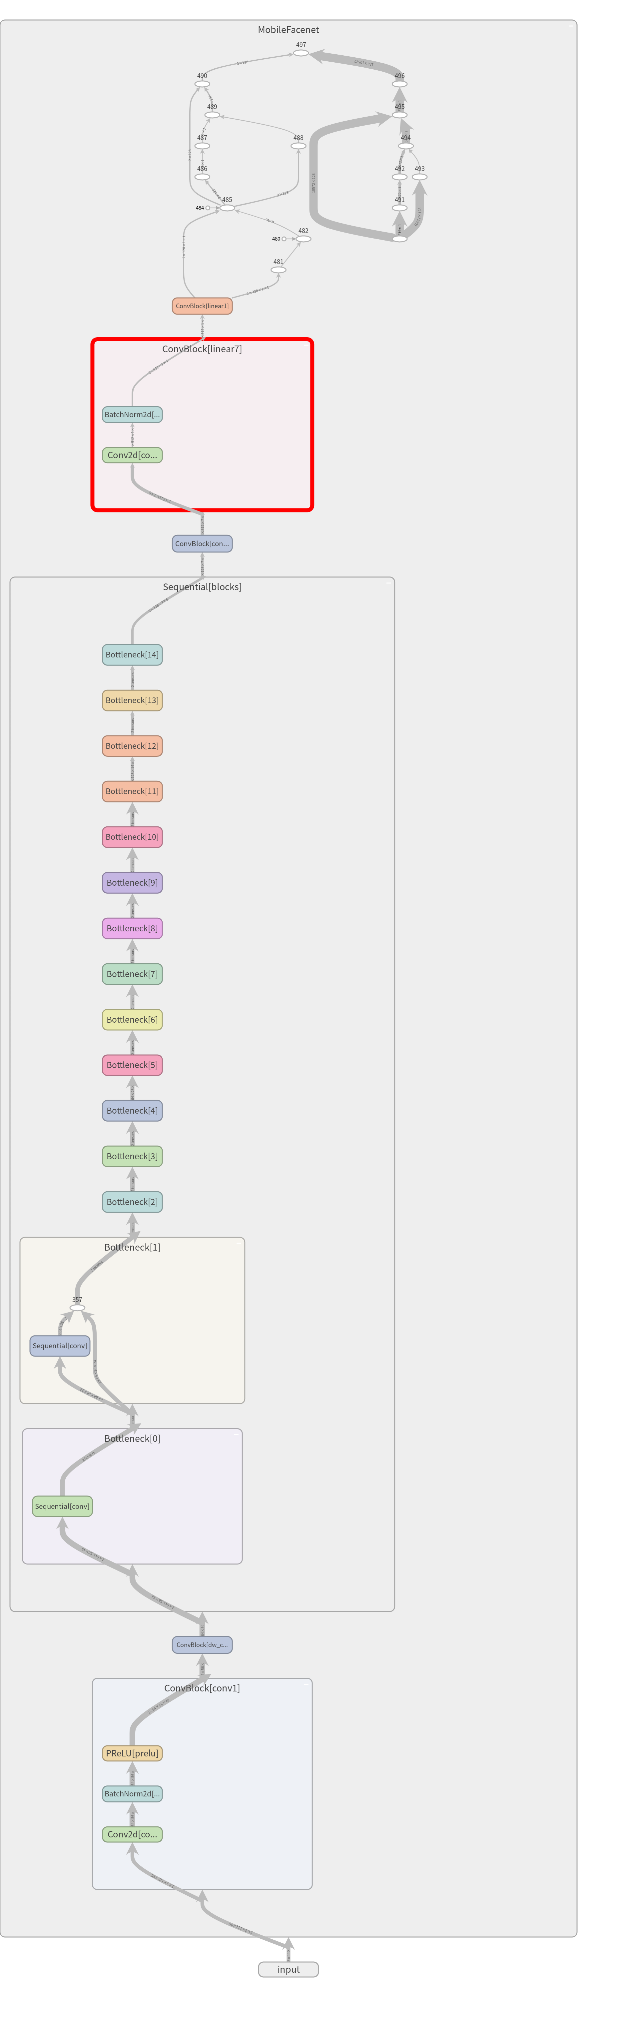 MobileFacenet
497
490
496
489
495
487
488
494
486
492
493
484
485
491
483
482
481
ConvBlock[linear1]
ConvBlock[linear7]
BatchNorm2d[...
Conv2d[co...
ConvBlock[con...
Sequential[blocks]
Bottleneck[14]
Bottleneck[13]
Bottleneck[12]
Bottleneck[11]
Bottleneck[10]
Bottleneck[9]
Bottleneck[8]
Bottleneck[7]
Bottleneck[6]
Bottleneck[5]
Bottleneck[4]
Bottleneck[3]
Bottleneck[2]
Bottleneck[1]
357
Sequential[conv]
Bottleneck[0]
Sequential[conv]
ConvBlock[dw_c...
ConvBlock[conv1]
PReLU[prelu]
BatchNorm2d[...
Conv2d[co...
input